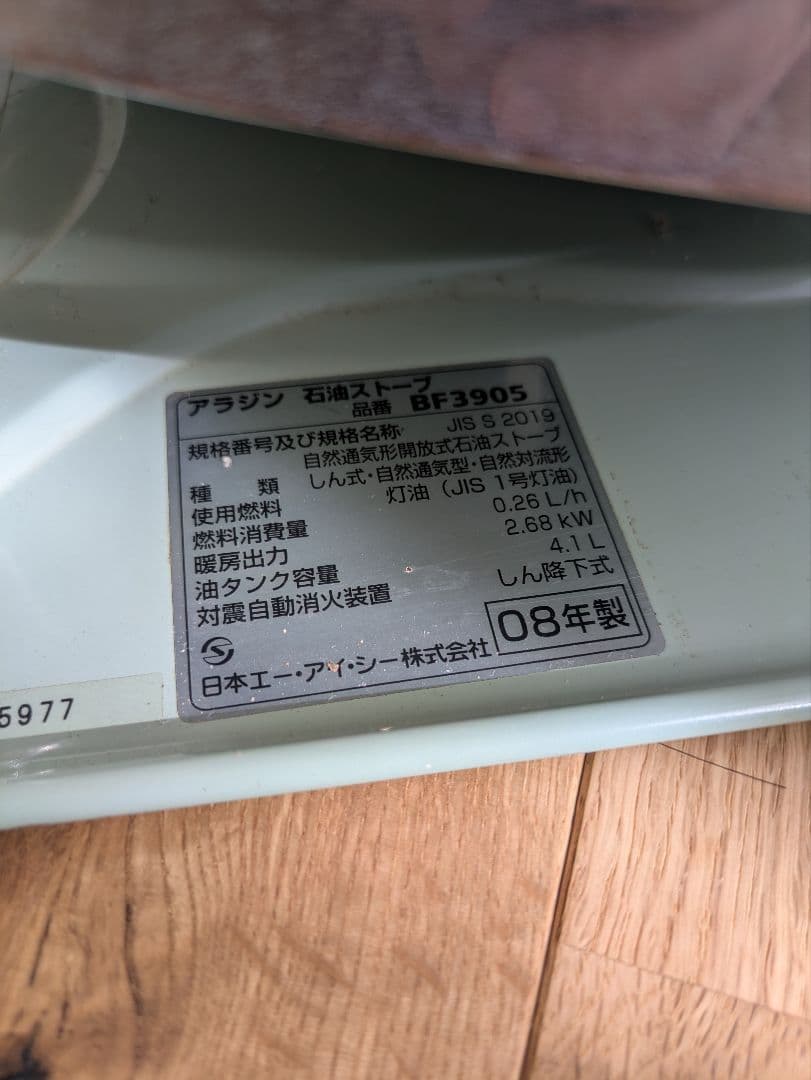 アラジン 石油ストーブ
品番 BF3905
規格番号及び規格名称 JIS S 2019
自然通気形開放式石油ストーブ
種 類 しん式・自然通気型・自然対流形
使用燃料 灯油（JIS 1号灯油）
燃料消費量 0.26 L/h
暖房出力 2.68 kW
油タンク容量 4.1 L
対震自動消火装置 しん降下式
日本エー・アイ・シー株式会社 08年製
5977